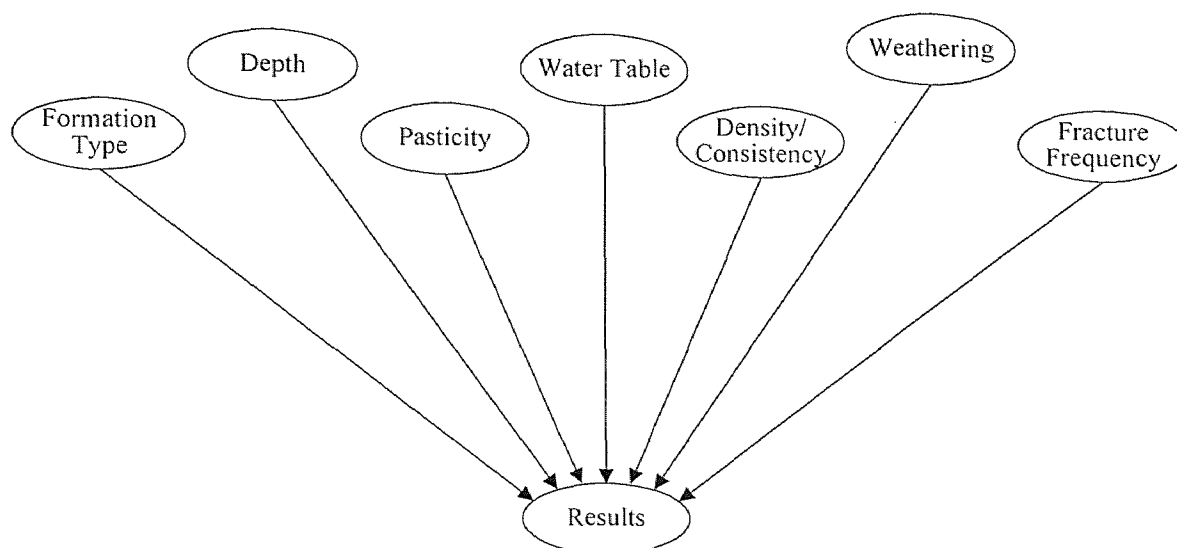 Formation
Type
Depth
Pasticity
Water Table
Density/
Consistency
Weathering
Fracture
Frequency
Results